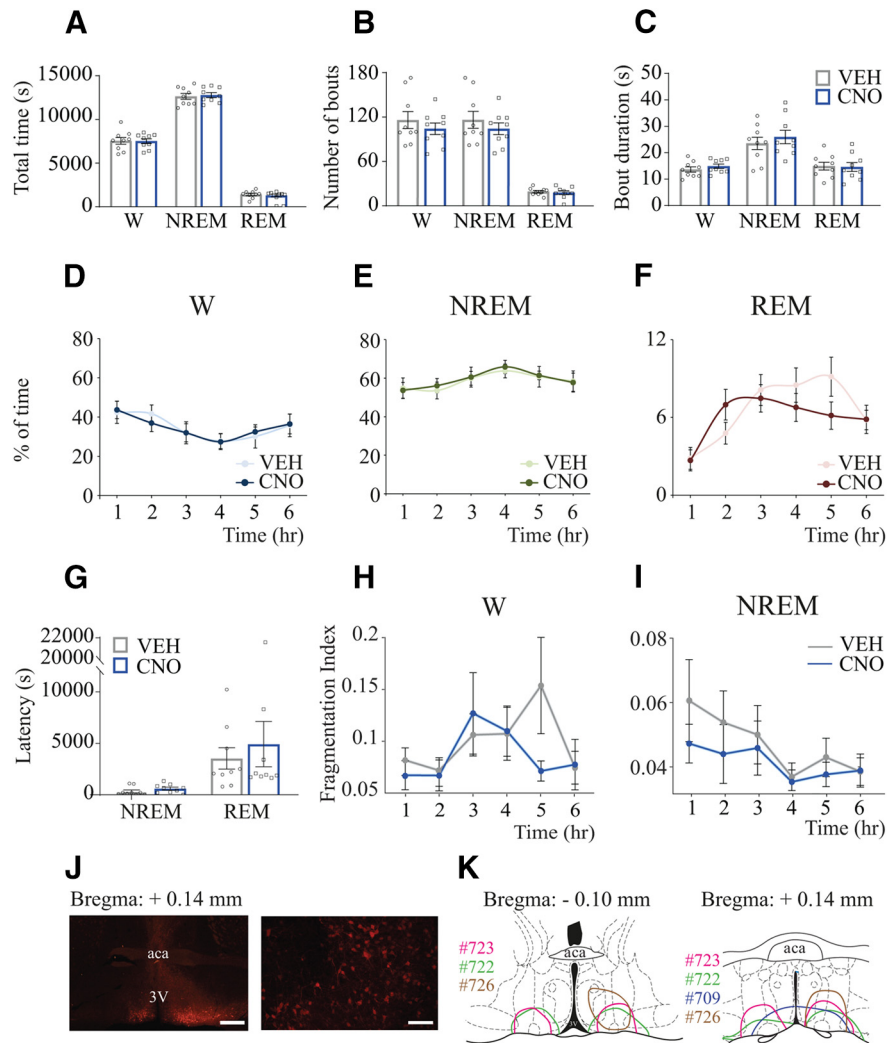 A
B
C
Total time (s)
15000
10000
5000
0
W NREM REM
Number of bouts
180
120
60
0
W NREM REM
Bout duration (s)
50
40
30
20
10
0
W NREM REM
VEH
CNO
D
E
F
W
NREM
REM
% of time
80
60
40
20
0
1 2 3 4 5 6
Time (hr)
VEH
CNO
80
60
40
20
0
1 2 3 4 5 6
Time (hr)
VEH
CNO
12
6
0
1 2 3 4 5 6
Time (hr)
VEH
CNO
G
H
I
W
NREM
Latency (s)
22000
20000
10000
5000
0
VEH
CNO
NREM REM
Fragmentation Index
0.2
0.15
0.1
0.05
1 2 3 4 5 6
Time (hr)
0.08
0.06
0.04
VEH
CNO
1 2 3 4 5 6
Time (hr)
J
Bregma: + 0.14 mm
aca
3V
K
Bregma: - 0.10 mm
#723
#722
#726
aca
Bregma: + 0.14 mm
#723
#722
#709
#726
aca